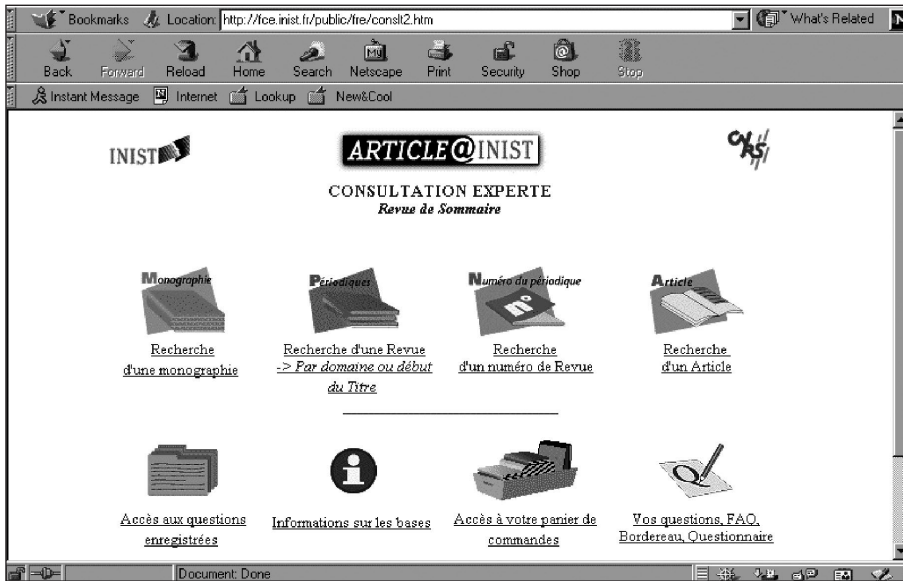 Bookmarks Location: http://fce.inist.fr/public/fre/conslt2.htm What's Related N
Back Forward Reload Home Search Netscape Print Security Shop Stop
Instant Message Internet Lookup New&Cool
INIST ARTICLE@INIST CNRS
CONSULTATION EXPERTE
Revue de Sommaire
Monographie Périodiques Numéro du périodique Article
n°
Recherche d'une monographie
Recherche d'une Revue
-> Par domaine ou début
du Titre
Recherche
d'un numéro de Revue
Recherche
d'un Article
Accès aux questions
enregistrées
Informations sur les bases
Accès à votre panier de
commandes
Vos questions, FAQ,
Bordereau, Questionnaire
Document: Done